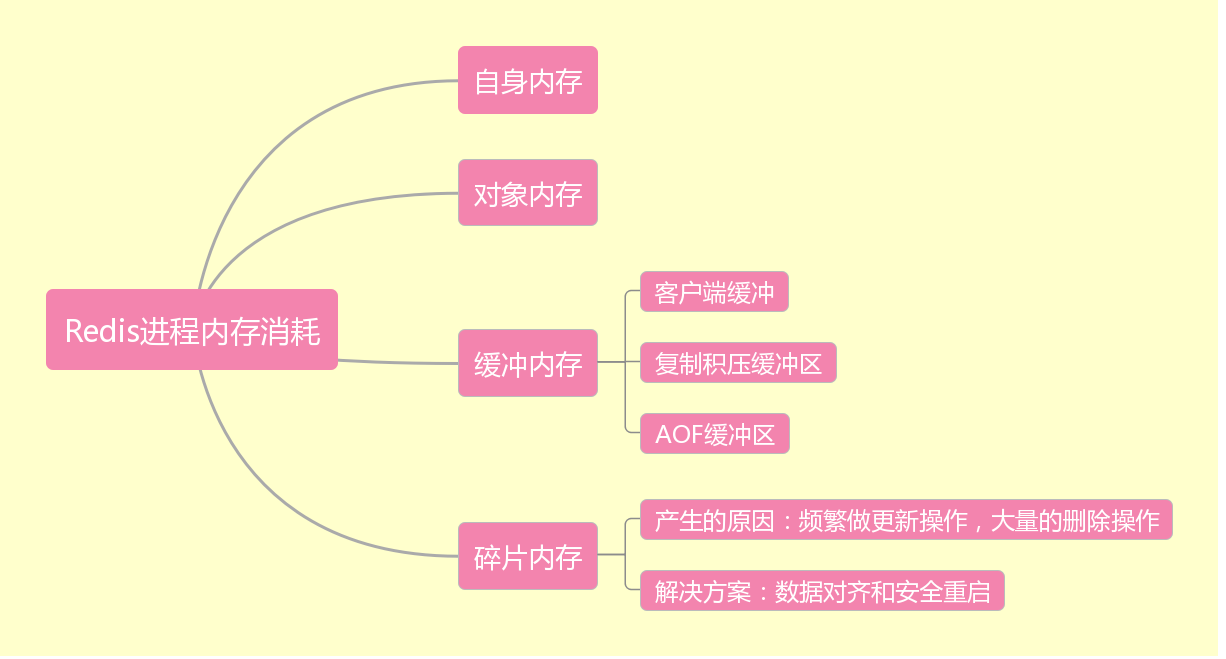 自身内存
对象内存
Redis进程内存消耗
缓冲内存
客户端缓冲
复制积压缓冲区
AOF缓冲区
碎片内存
产生的原因：频繁做更新操作，大量的删除操作
解决方案：数据对齐和安全重启